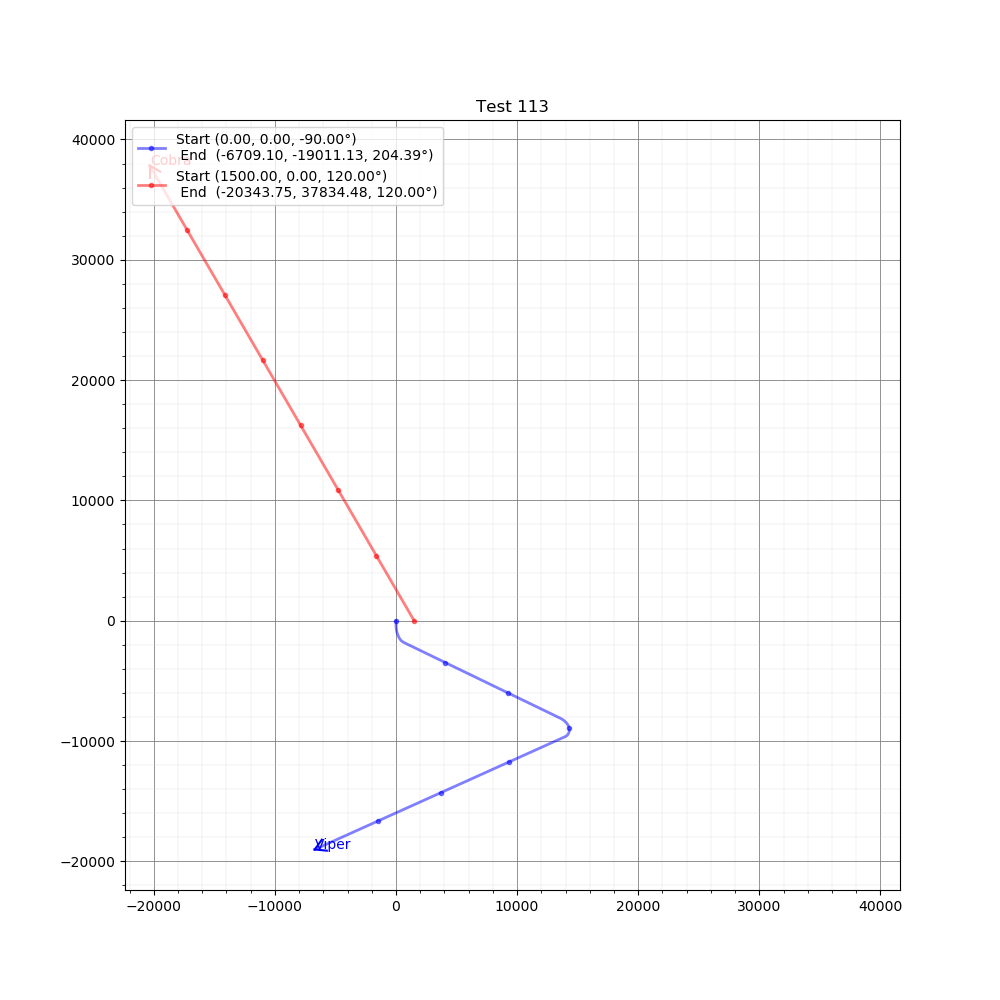 Test 113
Start (0.00, 0.00, -90.00°)
End (-6709.10, -19011.13, 204.39°)
Start (1500.00, 0.00, 120.00°)
End (-20343.75, 37834.48, 120.00°)
Cobra
Viper
40000
30000
20000
10000
0
−10000
−20000
−20000 −10000 0 10000 20000 30000 40000